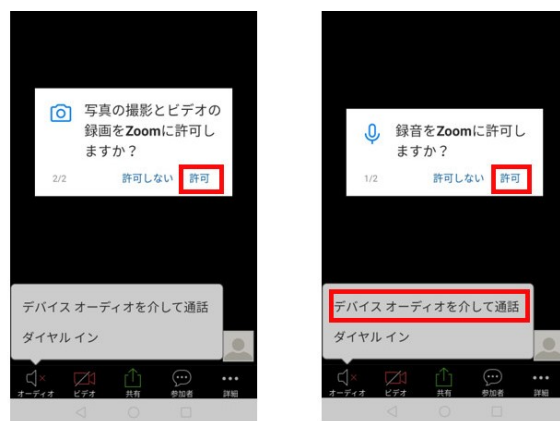 写真の撮影とビデオの
録画をZoomに許可し
ますか？
2/2 許可しない 許可
デバイス オーディオを介して通話
ダイヤル イン
オーディオ ビデオ 共有 参加者 詳細
録音をZoomに許可し
ますか？
1/2 許可しない 許可
デバイス オーディオを介して通話
ダイヤル イン
オーディオ ビデオ 共有 参加者 詳細